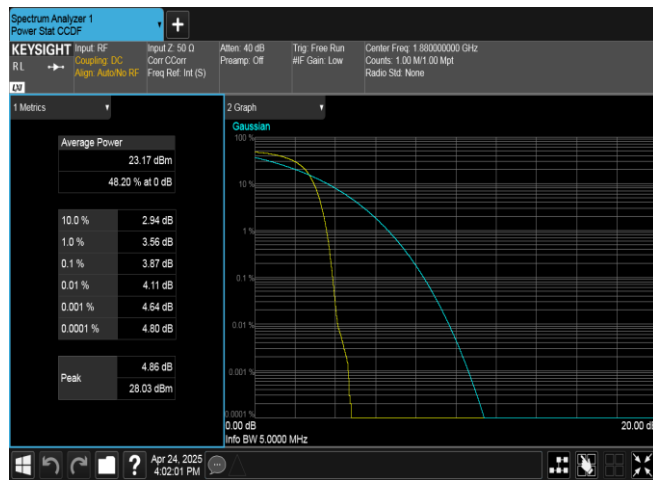 Spectrum Analyzer 1
Power Stat CCDF
KEYSIGHT
RL
Input: RF
Coupling: DC
Align: Auto/No RF
Input Z: 50 Ω
Corr CCorr
Freq Ref: Int (S)
Atten: 40 dB
Preamp: Off
Trig: Free Run
#IF Gain: Low
Center Freq: 1.880000000 GHz
Counts: 1.00 M/1.00 Mpt
Radio Std: None
LXI
1 Metrics
Average Power
23.17 dBm
48.20 % at 0 dB
10.0 % 2.94 dB
1.0 % 3.56 dB
0.1 % 3.87 dB
0.01 % 4.11 dB
0.001 % 4.64 dB
0.0001 % 4.80 dB
Peak
4.86 dB
28.03 dBm
2 Graph
Gaussian
100 %
10 %
1 %
0.1 %
0.01 %
0.001 %
0.0001 %
0.00 dB 20.00 d
Info BW 5.0000 MHz
?
Apr 24, 2025
4:02:01 PM